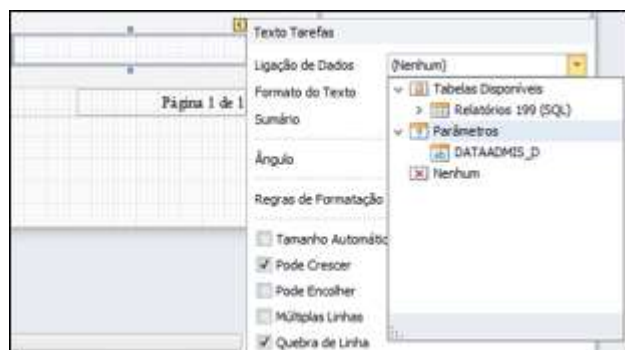 Texto Tarefas
Ligação de Dados (Nenhum)
Formato do Texto
Tabelas Disponíveis
Relatórios 199 (SQL)
Sumário
Parâmetros
Página 1 de 1
DATAADMIS_D
Ângulo
Nenhum
Regras de Formatação
Tamanho Automátic
Pode Crescer
Pode Encolher
Múltiplas Linhas
Quebra de Linha